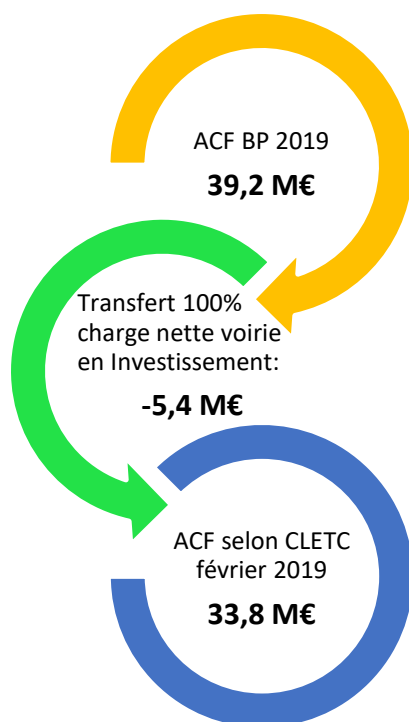 ACF BP 2019
39,2 M€
Transfert 100%
charge nette voirie
en Investissement:
-5,4 M€
ACF selon CLETC
février 2019
33,8 M€